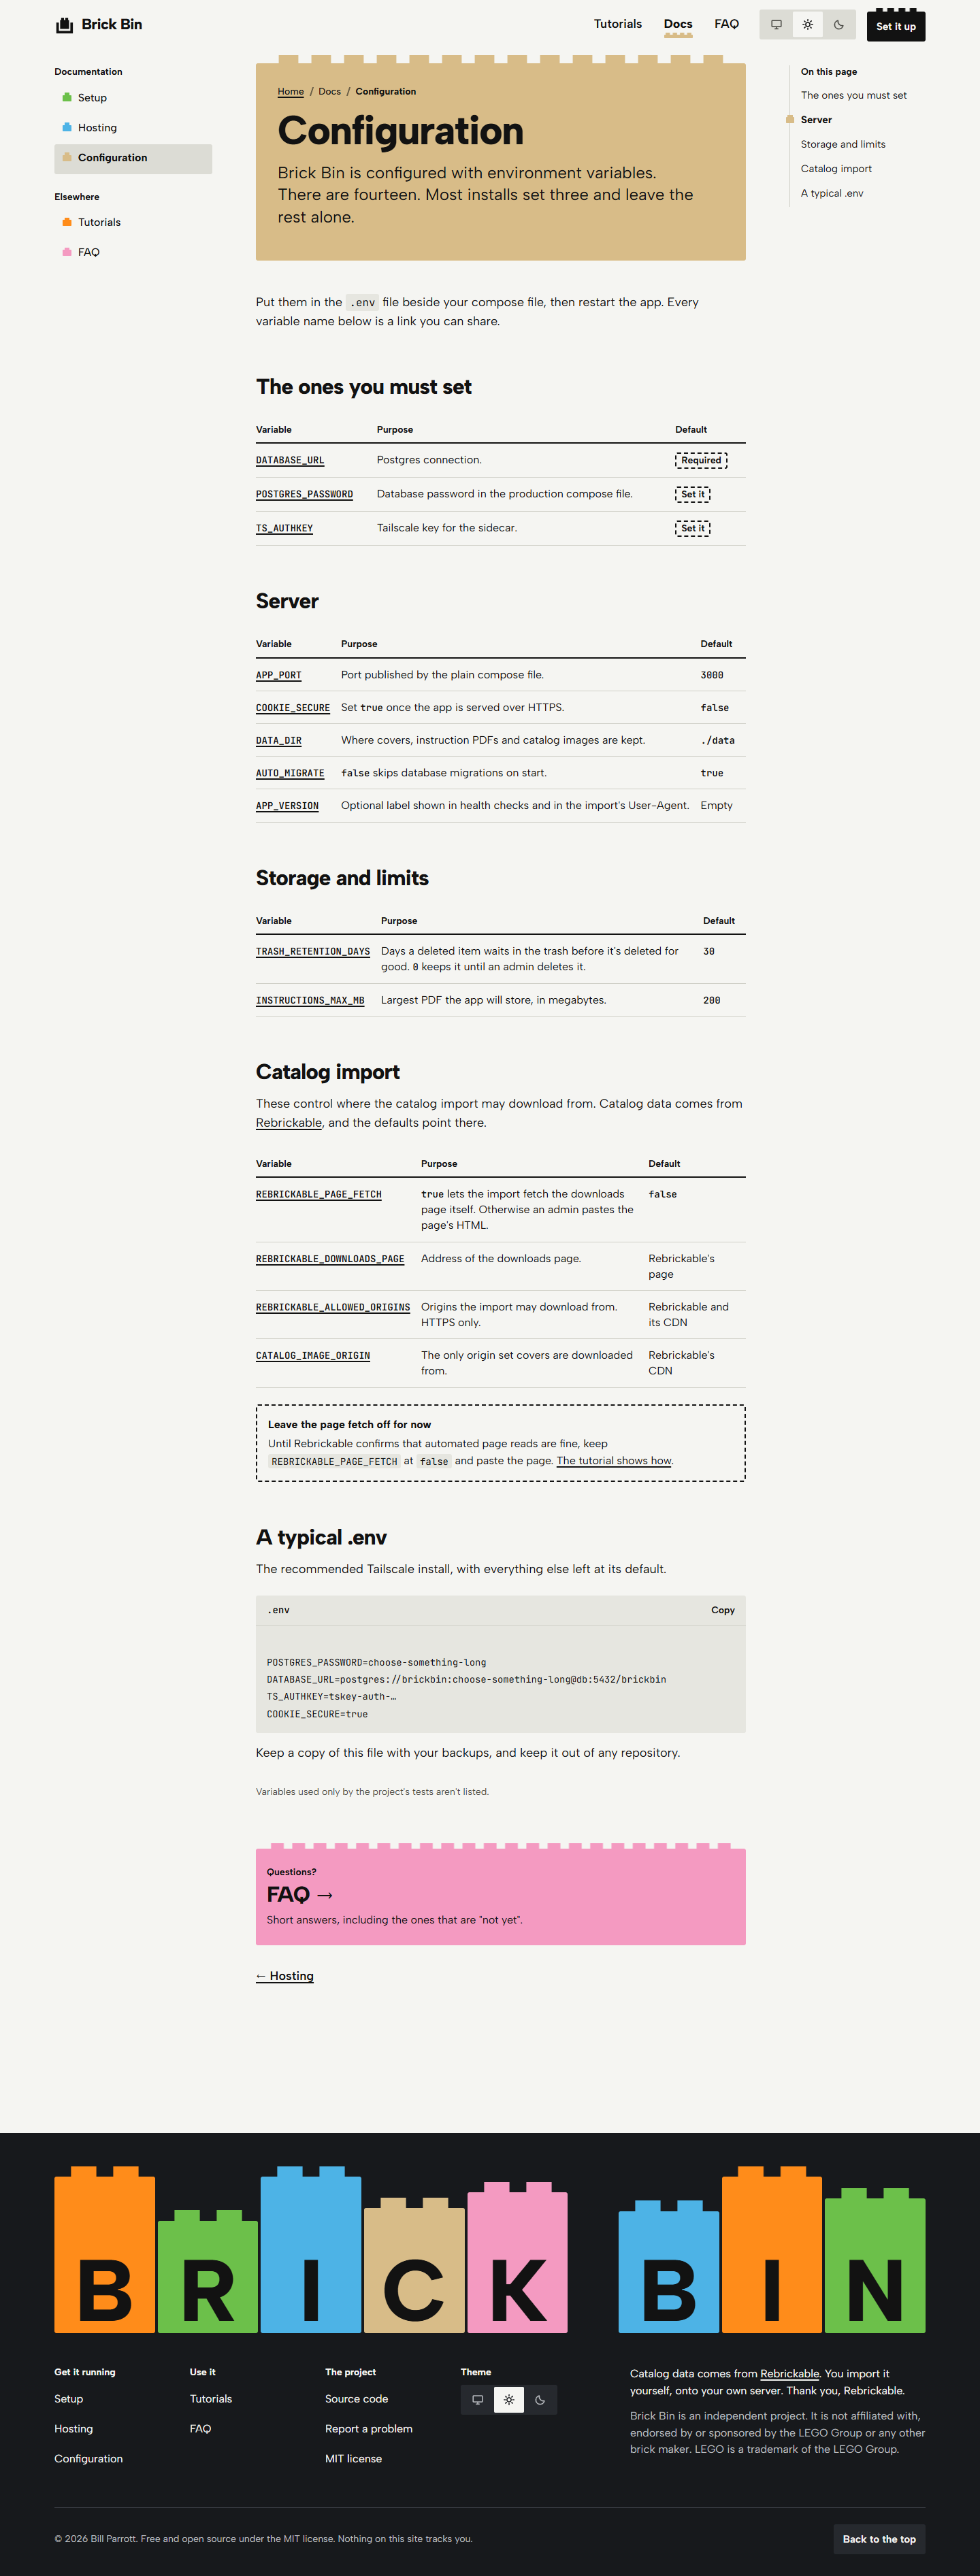 Brick Bin
Tutorials
Docs
FAQ
Set it up
Documentation
Setup
Hosting
Configuration
Elsewhere
Tutorials
FAQ
Home / Docs / Configuration
Configuration
Brick Bin is configured with environment variables.
There are fourteen. Most installs set three and leave the
rest alone.
On this page
The ones you must set
Server
Storage and limits
Catalog import
A typical .env
Put them in the .env file beside your compose file, then restart the app. Every
variable name below is a link you can share.
The ones you must set
Variable Purpose Default
DATABASE_URL Postgres connection. Required
POSTGRES_PASSWORD Database password in the production compose file. Set it
TS_AUTHKEY Tailscale key for the sidecar. Set it
Server
Variable Purpose Default
APP_PORT Port published by the plain compose file. 3000
COOKIE_SECURE Set true once the app is served over HTTPS. false
DATA_DIR Where covers, instruction PDFs and catalog images are kept. ./data
AUTO_MIGRATE false skips database migrations on start. true
APP_VERSION Optional label shown in health checks and in the import's User-Agent. Empty
Storage and limits
Variable Purpose Default
TRASH_RETENTION_DAYS Days a deleted item waits in the trash before it's deleted for 30
good. 0 keeps it until an admin deletes it.
INSTRUCTIONS_MAX_MB Largest PDF the app will store, in megabytes. 200
Catalog import
These control where the catalog import may download from. Catalog data comes from
Rebrickable, and the defaults point there.
Variable Purpose Default
REBRICKABLE_PAGE_FETCH true lets the import fetch the downloads false
page itself. Otherwise an admin pastes the
page's HTML.
REBRICKABLE_DOWNLOADS_PAGE Address of the downloads page. Rebrickable's
page
REBRICKABLE_ALLOWED_ORIGINS Origins the import may download from. Rebrickable and
HTTPS only. its CDN
CATALOG_IMAGE_ORIGIN The only origin set covers are downloaded Rebrickable's
from. CDN
Leave the page fetch off for now
Until Rebrickable confirms that automated page reads are fine, keep
REBRICKABLE_PAGE_FETCH at false and paste the page. The tutorial shows how.
A typical .env
The recommended Tailscale install, with everything else left at its default.
.env Copy
POSTGRES_PASSWORD=choose-something-long
DATABASE_URL=postgres://brickbin:choose-something-long@db:5432/brickbin
TS_AUTHKEY=tskey-auth-…
COOKIE_SECURE=true
Keep a copy of this file with your backups, and keep it out of any repository.
Variables used only by the project's tests aren't listed.
Questions?
FAQ →
Short answers, including the ones that are "not yet".
← Hosting
BRICK BIN
Get it running
Setup
Hosting
Configuration
Use it
Tutorials
FAQ
The project
Source code
Report a problem
MIT license
Theme
Catalog data comes from Rebrickable. You import it
yourself, onto your own server. Thank you, Rebrickable.
Brick Bin is an independent project. It is not affiliated with,
endorsed by or sponsored by the LEGO Group or any other
brick maker. LEGO is a trademark of the LEGO Group.
© 2026 Bill Parrott. Free and open source under the MIT license. Nothing on this site tracks you.
Back to the top